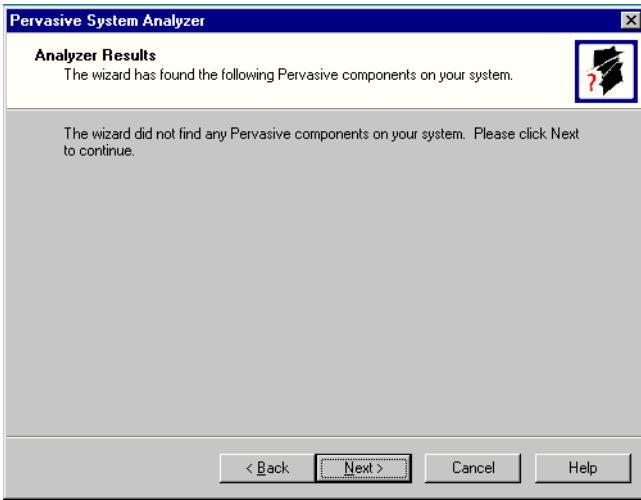 Pervasive System Analyzer
Analyzer Results
The wizard has found the following Pervasive components on your system.
?
The wizard did not find any Pervasive components on your system.  Please click Next
to continue.
< Back
Next >
Cancel
Help